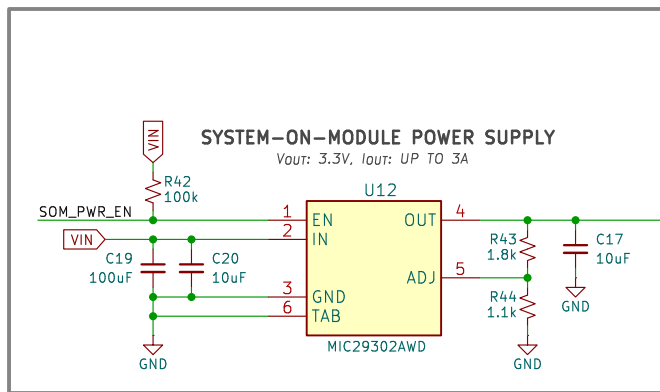 VIN
SYSTEM-ON-MODULE POWER SUPPLY
VOUT: 3.3V, IOUT: UP TO 3A
R42
100k
U12
SOM_PWR_EN
1 EN OUT 4
VIN
2 IN
C19
100uF
C20
10uF
R43
1.8k
C17
10uF
ADJ 5
3 GND
6 TAB
R44
1.1k
GND
MIC29302AWD
GND
GND